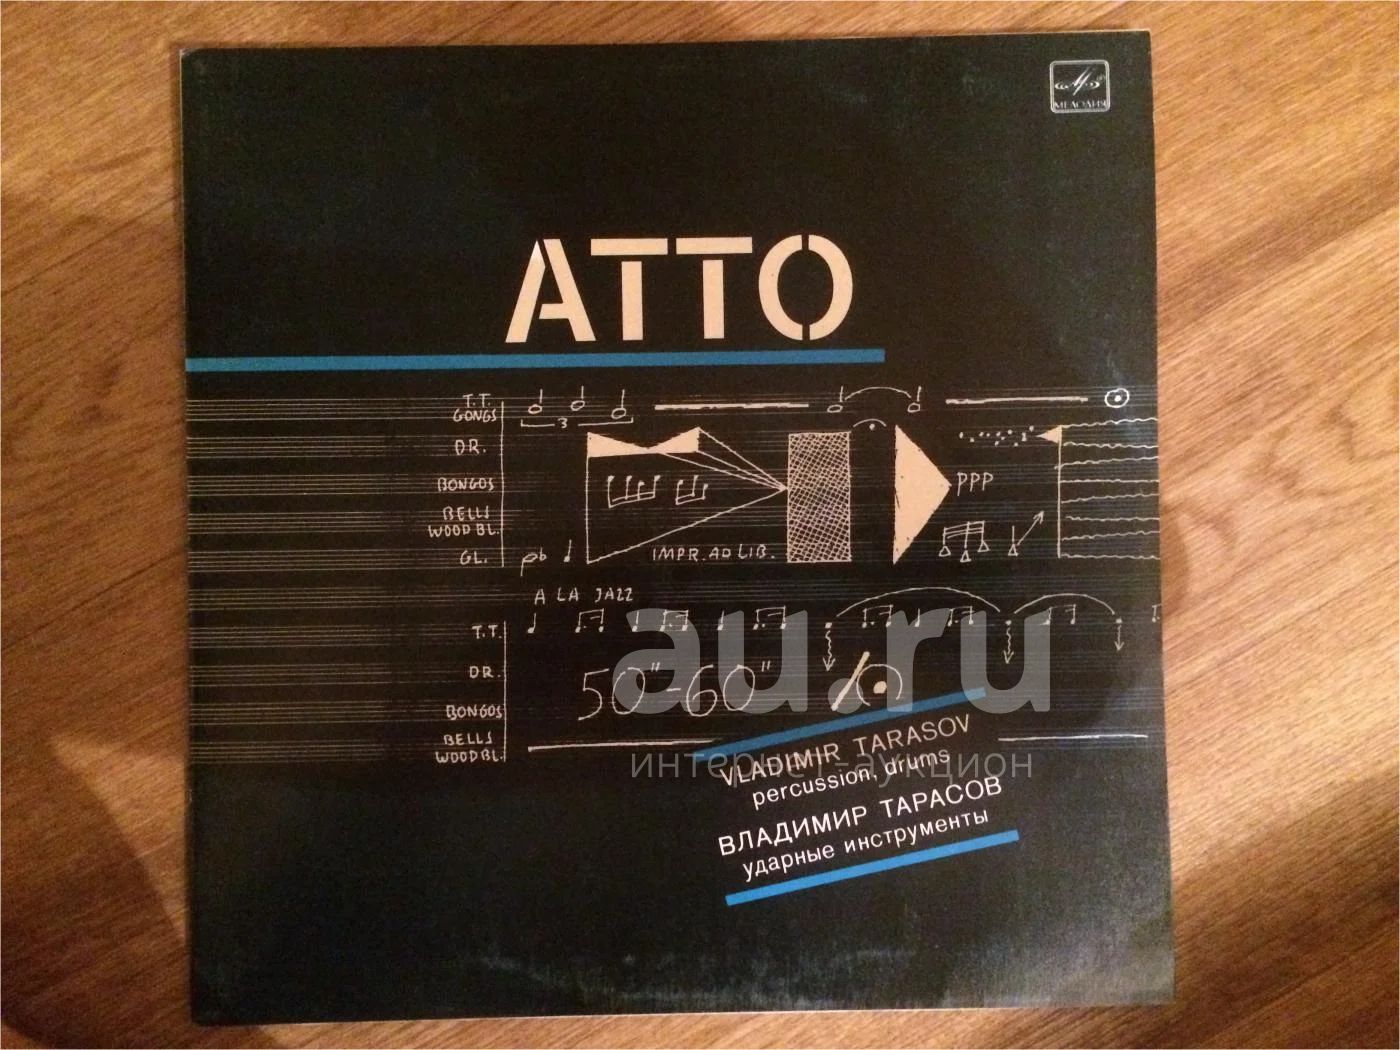 МЕЛОДИЯ
ATTO
T.T.
GONGS
3
DR.
BONGOS
PPP
BELLS
WOOD BL.
GL.
IMPR. AD LIB.
A LA JAZZ
T.T.
DR.
50"-60"
BONGOS
BELLS
WOOD BL.
au.ru
интернет-аукцион
VLADIMIR TARASOV
percussion, drums
ВЛАДИМИР ТАРАСОВ
ударные инструменты